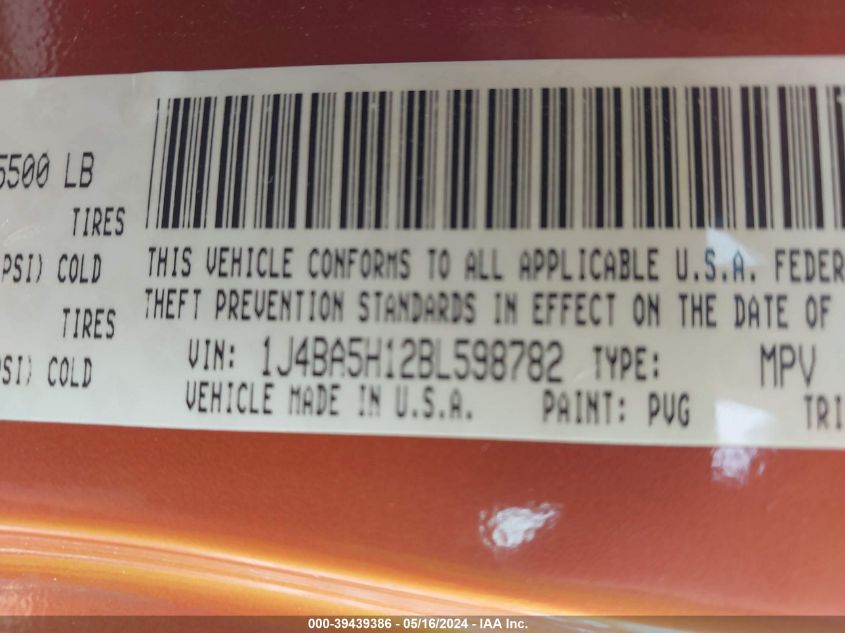 5500 LB
TIRES
PSI) COLD
TIRES
PSI) COLD
THIS VEHICLE CONFORMS TO ALL APPLICABLE U.S.A. FEDER
THEFT PREVENTION STANDARDS IN EFFECT ON THE DATE OF
VIN: 1J4BA5H12BL598782 TYPE: MPV
VEHICLE MADE IN U.S.A. PAINT: PVG TRI
000-39439386 - 05/16/2024 - IAA Inc.